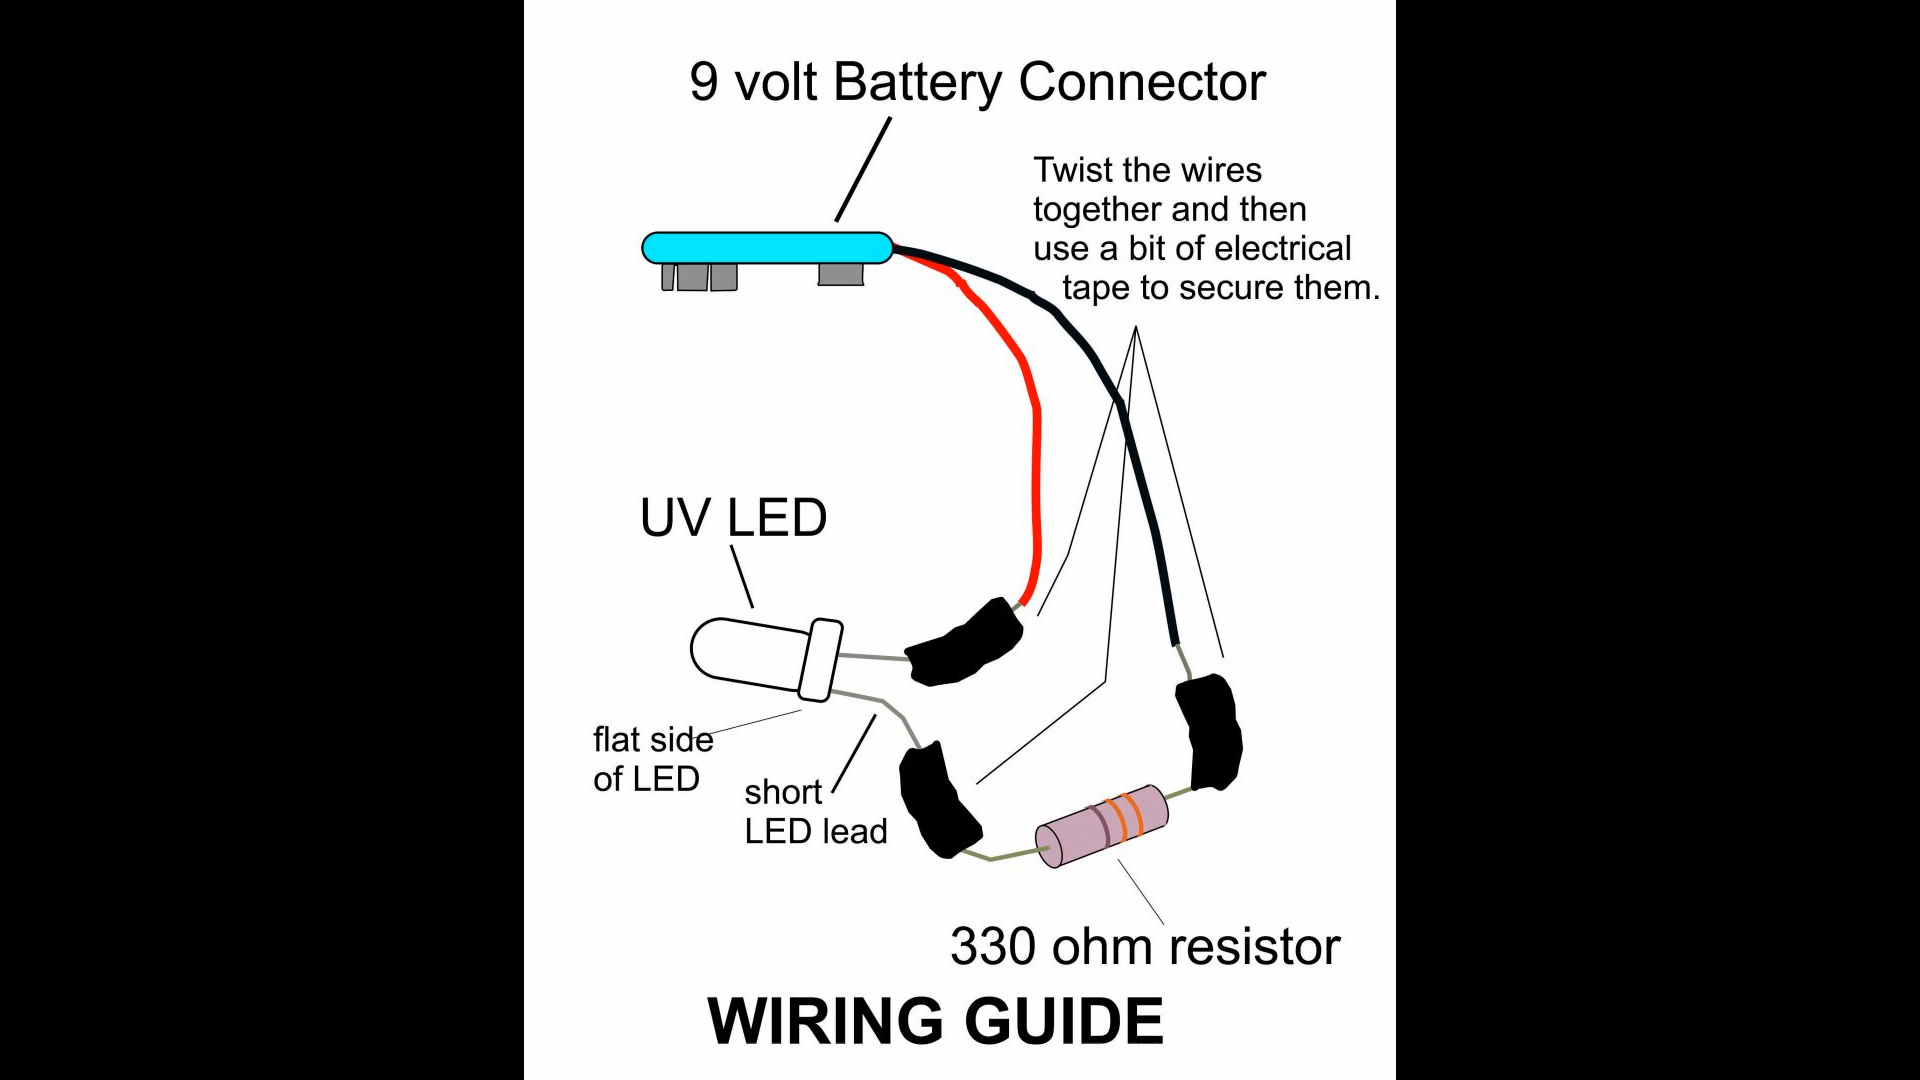 9 volt Battery Connector
Twist the wires
together and then
use a bit of electrical
tape to secure them.
UV LED
flat side
of LED
short
LED lead
330 ohm resistor
WIRING GUIDE